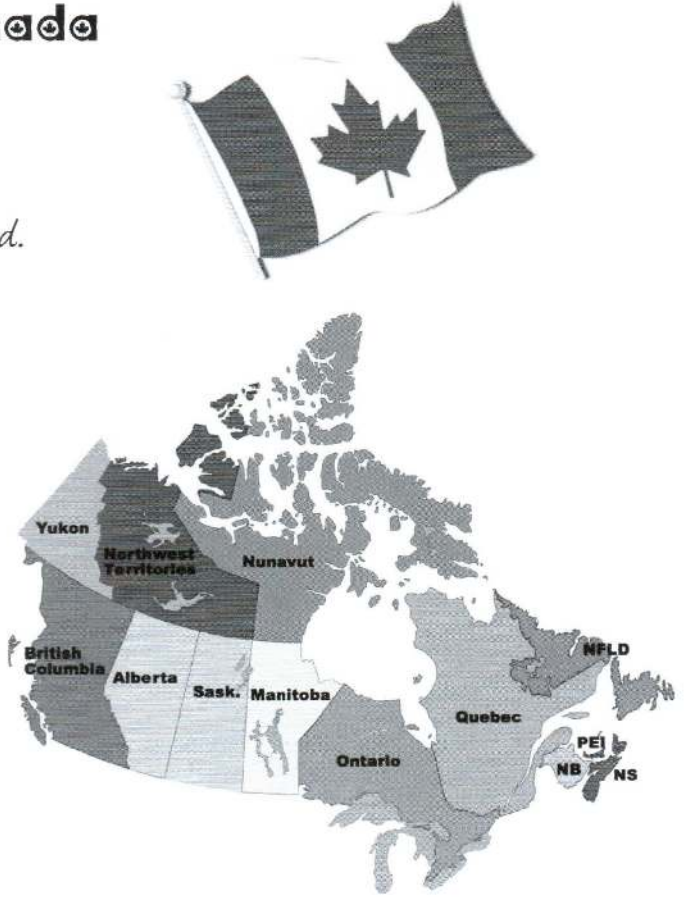 ada
d.
Yukon
Northwest
Territories
Nunavut
British
Columbia
Alberta
Sask.
Manitoba
Ontario
Quebec
NFLD
PEI
NB
NS